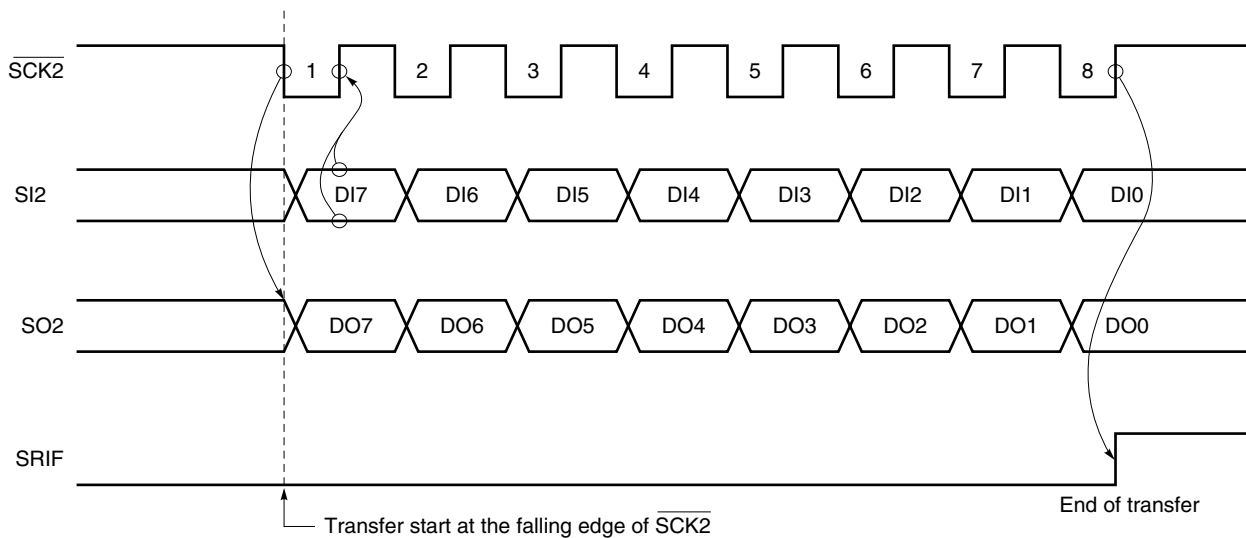 SCK2 1 2 3 4 5 6 7 8
SI2 DI7 DI6 DI5 DI4 DI3 DI2 DI1 DI0
SO2 DO7 DO6 DO5 DO4 DO3 DO2 DO1 DO0
SRIF
End of transfer
Transfer start at the falling edge of SCK2